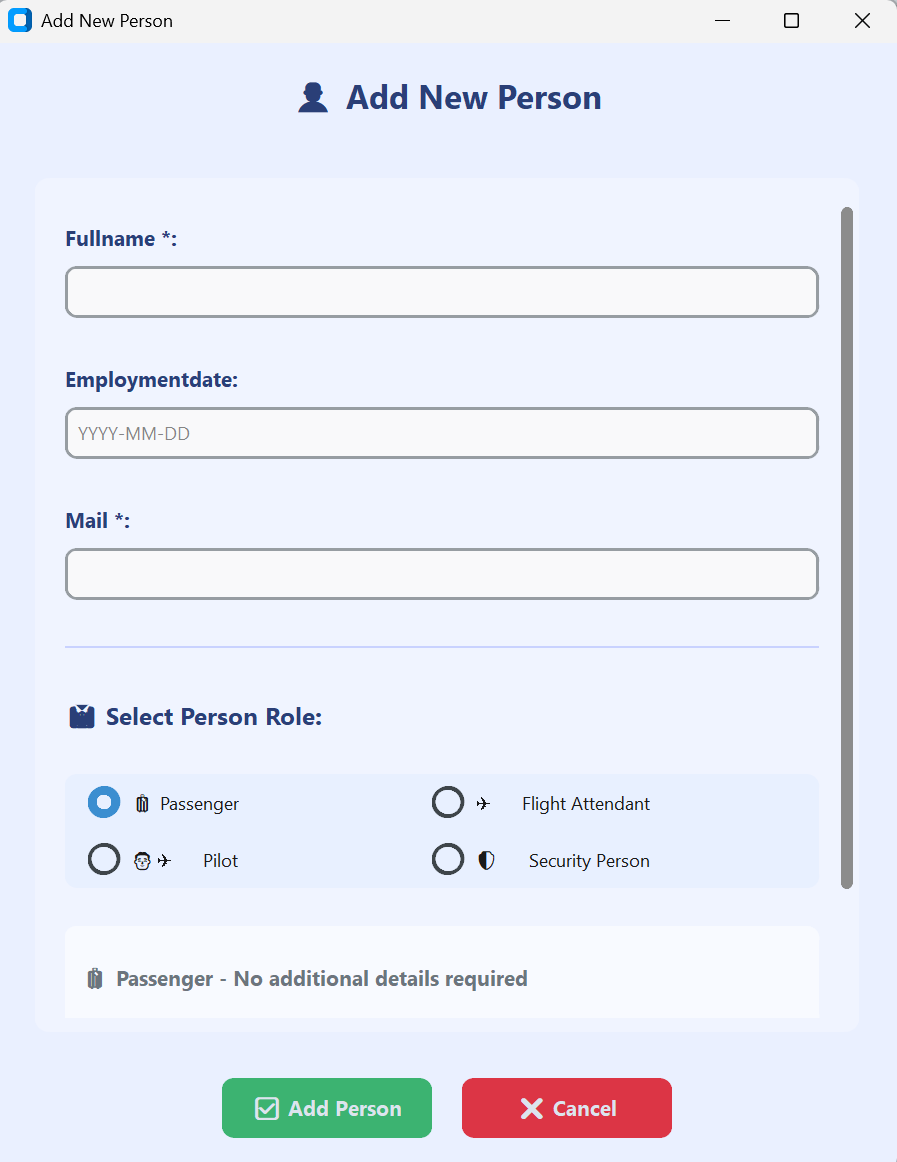 Add New Person
Add New Person
Fullname *:
Employmentdate:
YYYY-MM-DD
Mail *:
Select Person Role:
Passenger
Flight Attendant
Pilot
Security Person
Passenger - No additional details required
Add Person
Cancel